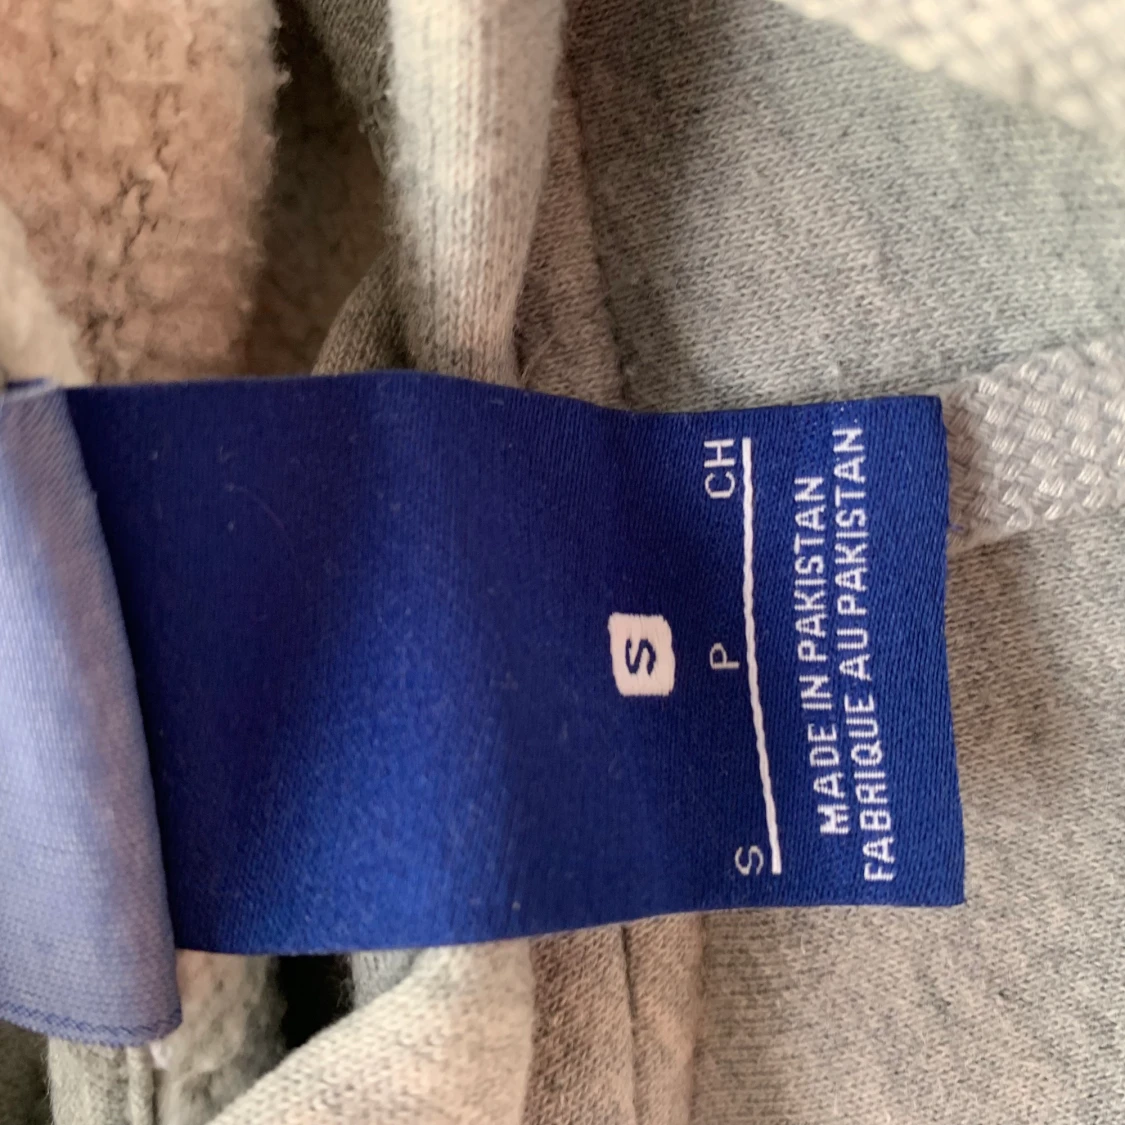 S
S P CH
MADE IN PAKISTAN
FABRIQUE AU PAKISTAN